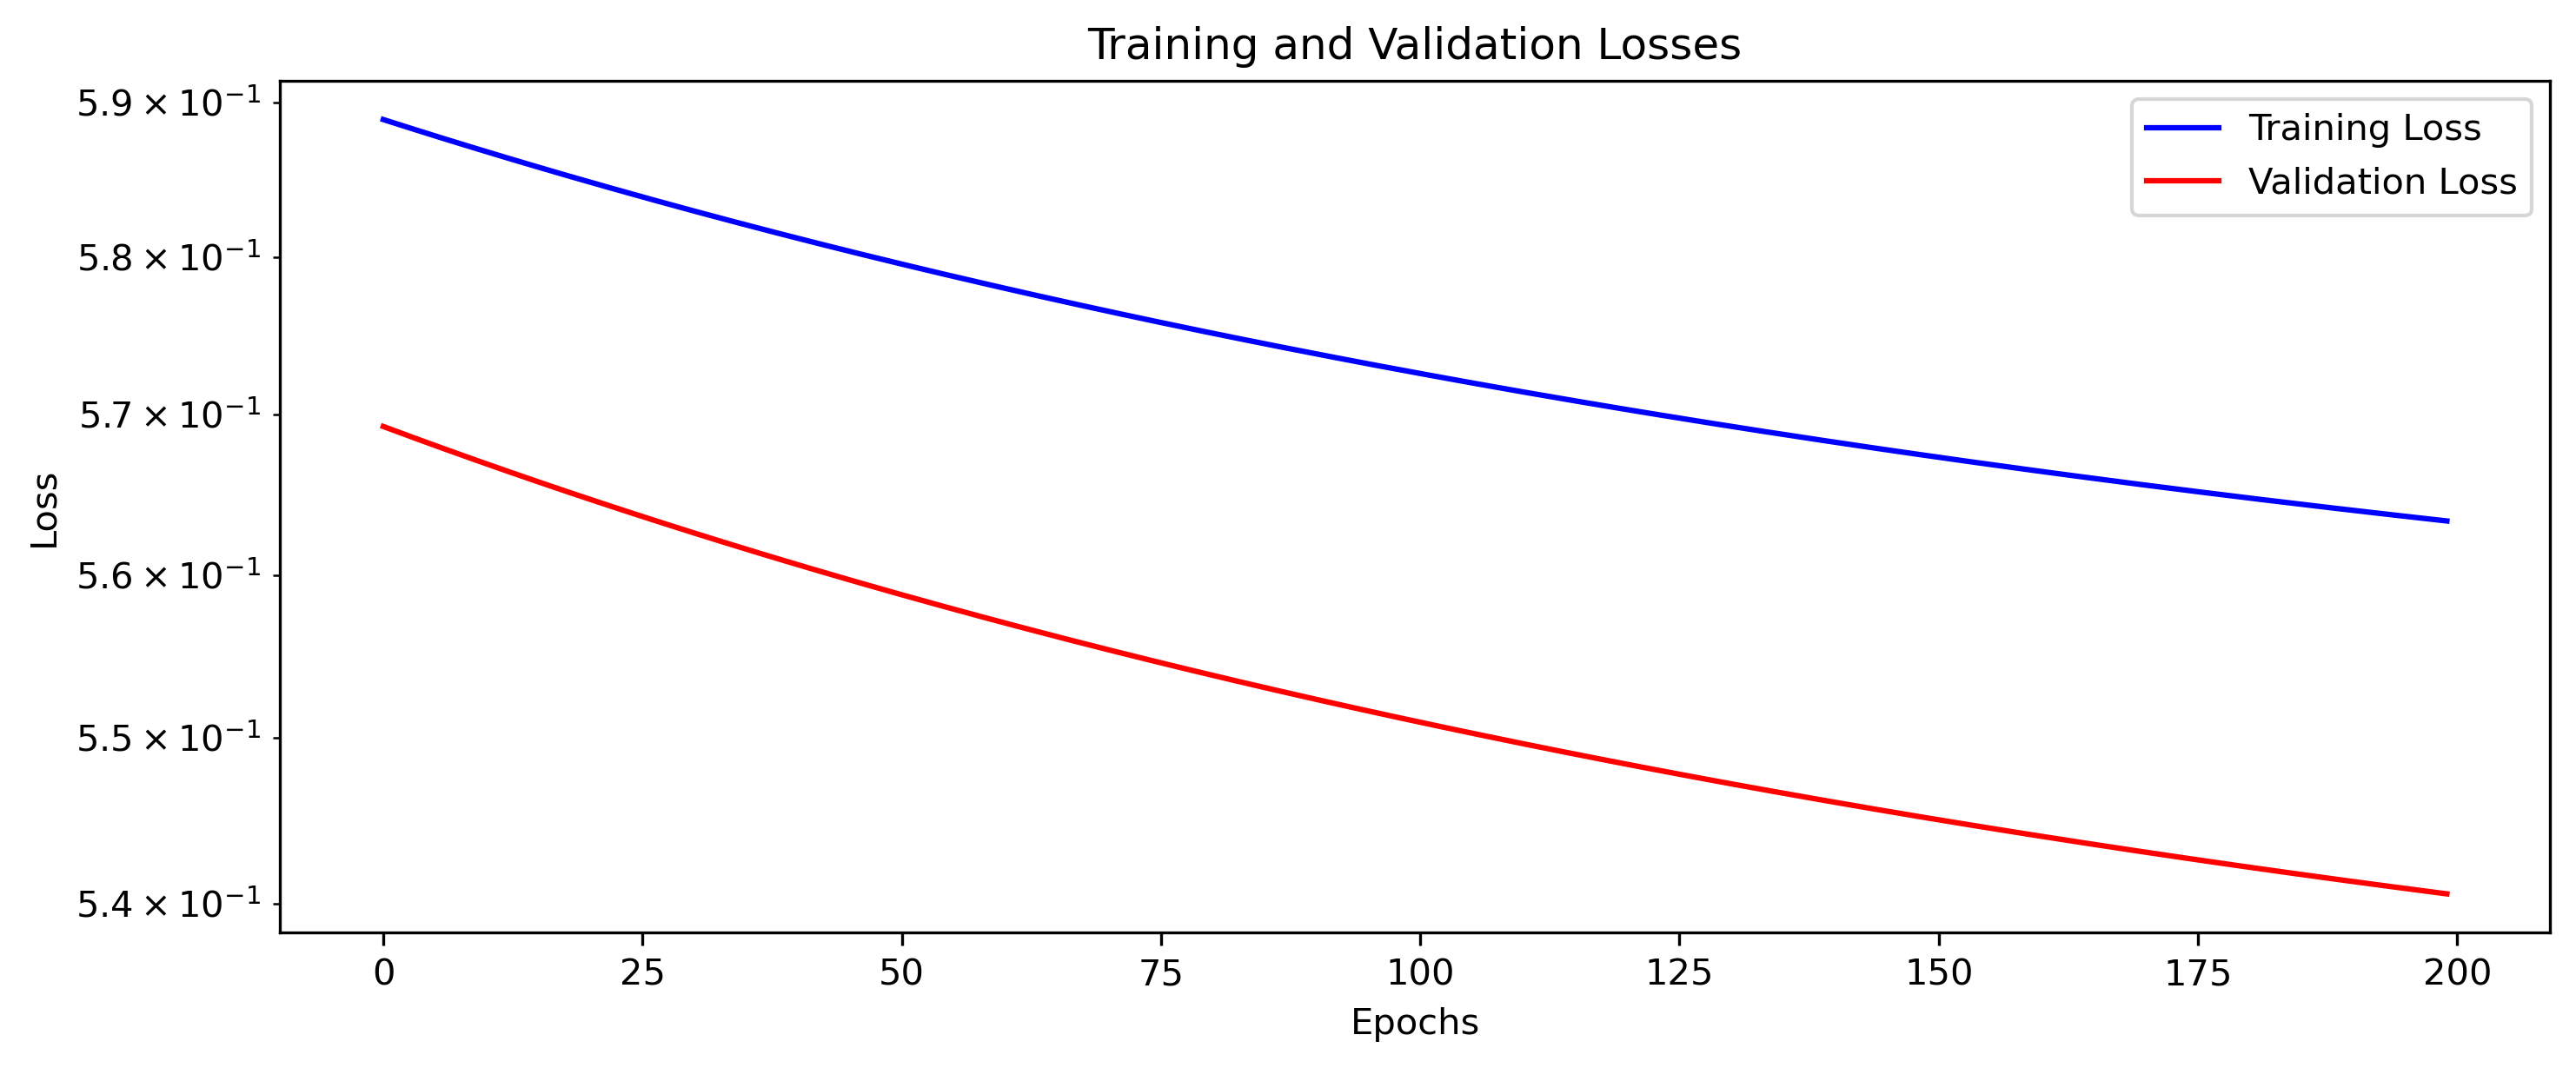 Training and Validation Losses
5.9 × 10⁻¹
5.8 × 10⁻¹
5.7 × 10⁻¹
5.6 × 10⁻¹
5.5 × 10⁻¹
5.4 × 10⁻¹
Loss
Training Loss
Validation Loss
0 25 50 75 100 125 150 175 200
Epochs